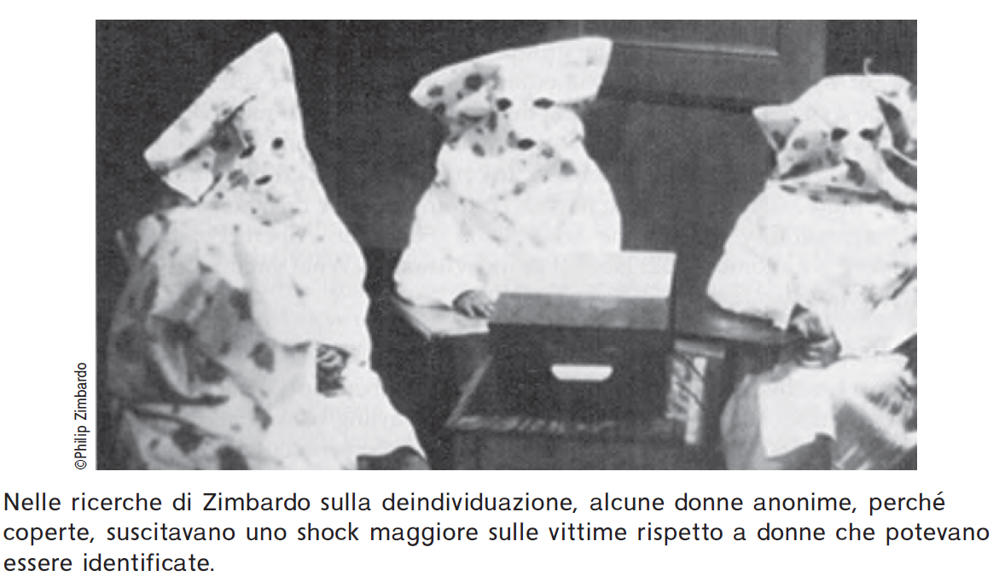 ©Philip Zimbardo
Nelle ricerche di Zimbardo sulla deindividuazione, alcune donne anonime, perché
coperte, suscitavano uno shock maggiore sulle vittime rispetto a donne che potevano
essere identificate.